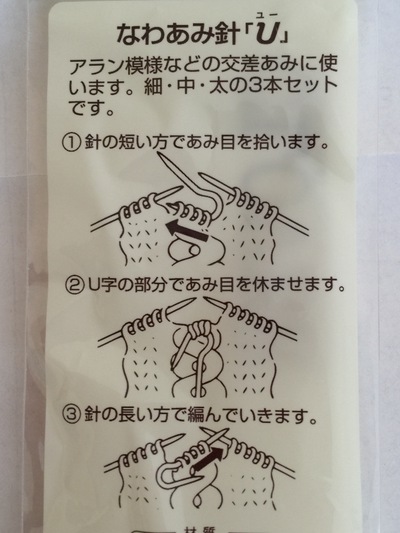 なわあみ針「U」
ユー
アラン模様などの交差あみに使
います。細・中・太の3本セット
です。
①針の短い方であみ目を拾います。
②U字の部分であみ目を休ませます。
③針の長い方で編んでいきます。
材質